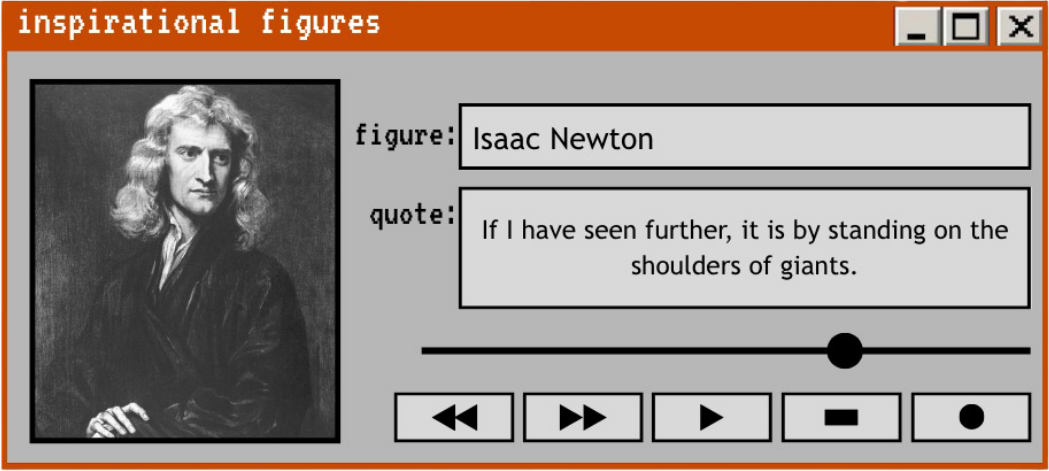 inspirational figures
figure: Isaac Newton
quote: If I have seen further, it is by standing on the
shoulders of giants.